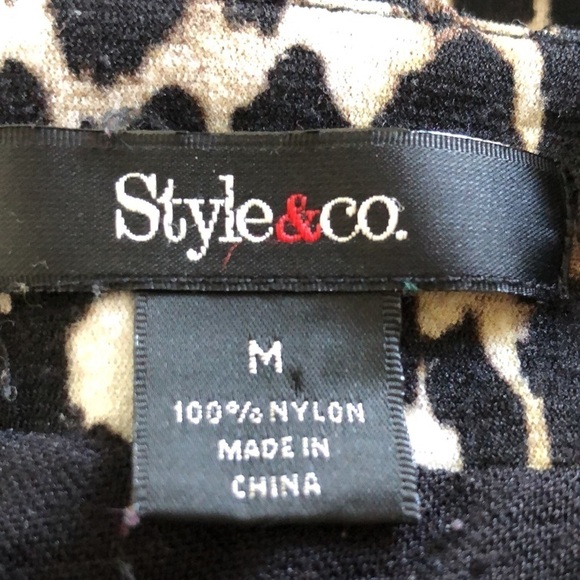 Style&co.
M
100% NYLON
MADE IN
CHINA